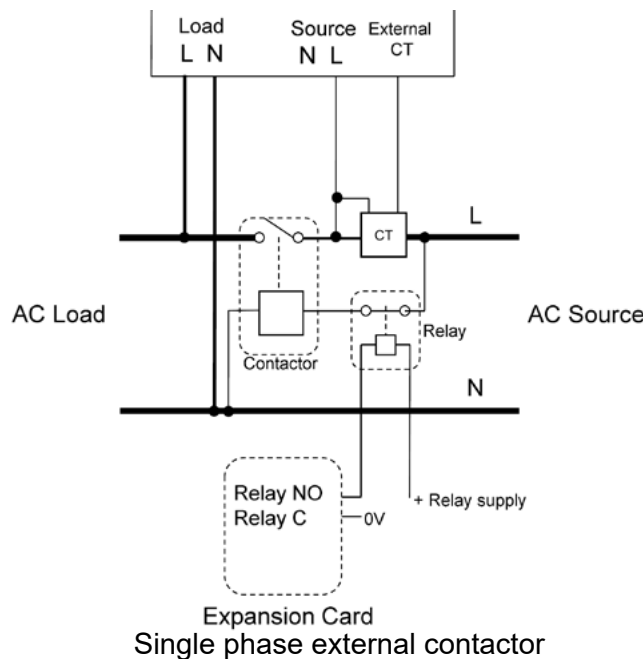 Load
L N
Source
N L
External
CT
L
CT
AC Load
AC Source
Relay
Contactor
N
Relay NO
Relay C
0V
+ Relay supply
Expansion Card
Single phase external contactor